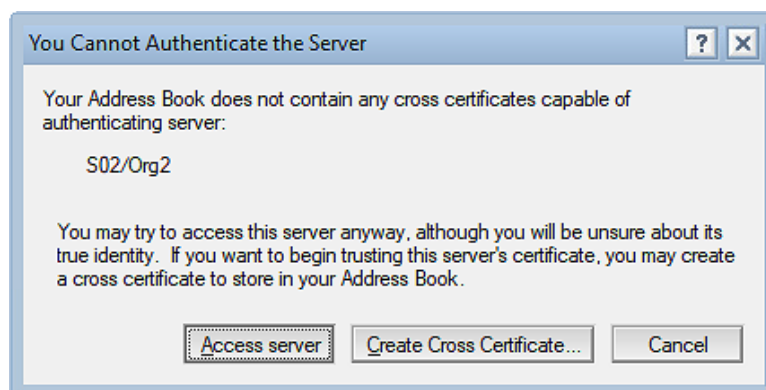 You Cannot Authenticate the Server
?
Your Address Book does not contain any cross certificates capable of
authenticating server:
S02/Org2
You may try to access this server anyway, although you will be unsure about its
true identity.  If you want to begin trusting this server's certificate, you may create
a cross certificate to store in your Address Book.
Access server
Create Cross Certificate...
Cancel